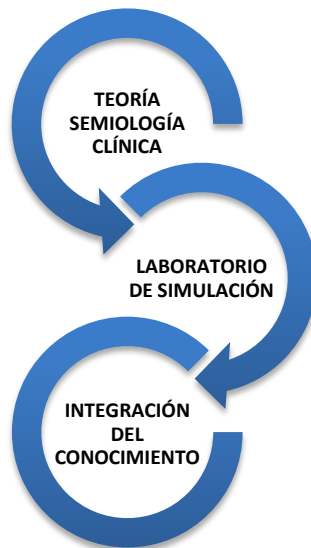 TEORÍA
SEMIOLOGÍA
CLÍNICA
LABORATORIO
DE SIMULACIÓN
INTEGRACIÓN
DEL
CONOCIMIENTO